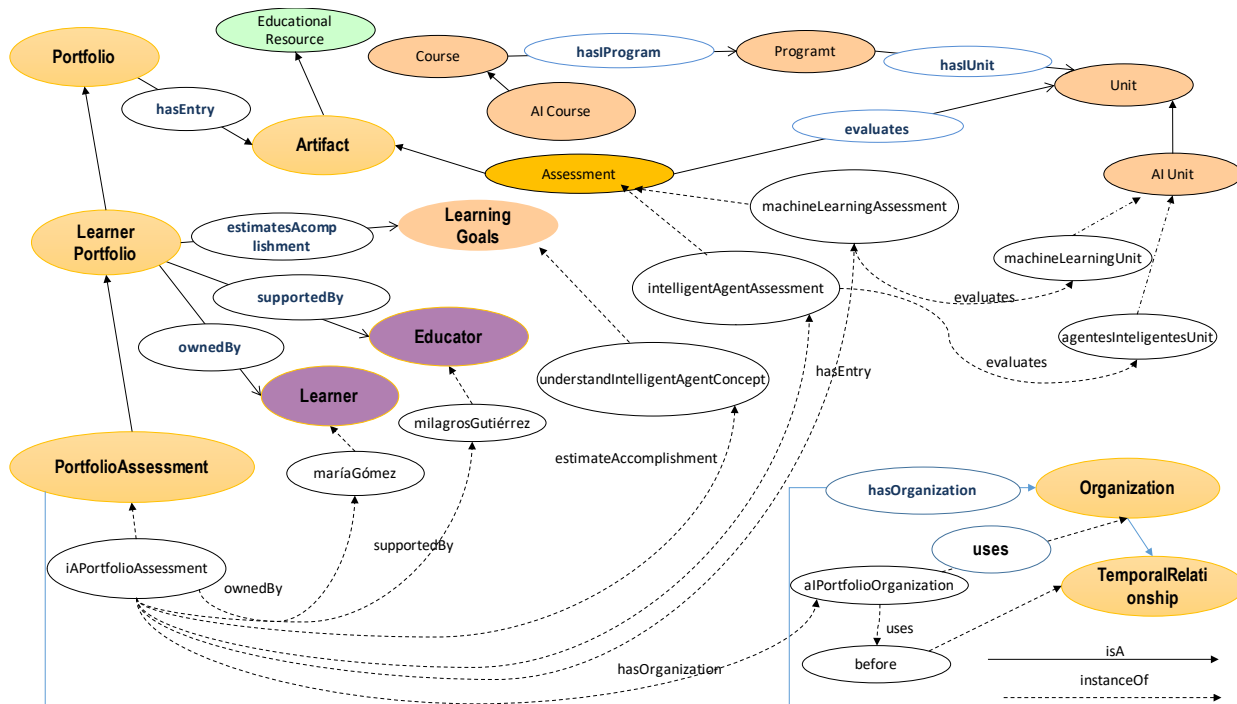 Educational
Resource
Portfolio
Course
hasIProgram
Programt
hasIUnit
Unit
hasEntry
AI Course
Artifact
evaluates
Assessment
AI Unit
machineLearningAssessment
Learner
Portfolio
estimatesAcomp
lishment
Learning
Goals
machineLearningUnit
supportedBy
intelligentAgentAssessment
evaluates
ownedBy
Educator
agentesInteligentesUnit
evaluates
hasEntry
understandIntelligentAgentConcept
Learner
milagrosGutiérrez
PortfolioAssessment
maríaGómez
estimateAccomplishment
hasOrganization
Organization
supportedBy
uses
iAPortfolioAssessment
ownedBy
aIPortfolioOrganization
TemporalRelati
onship
uses
before
isA
hasOrganization
instanceOf